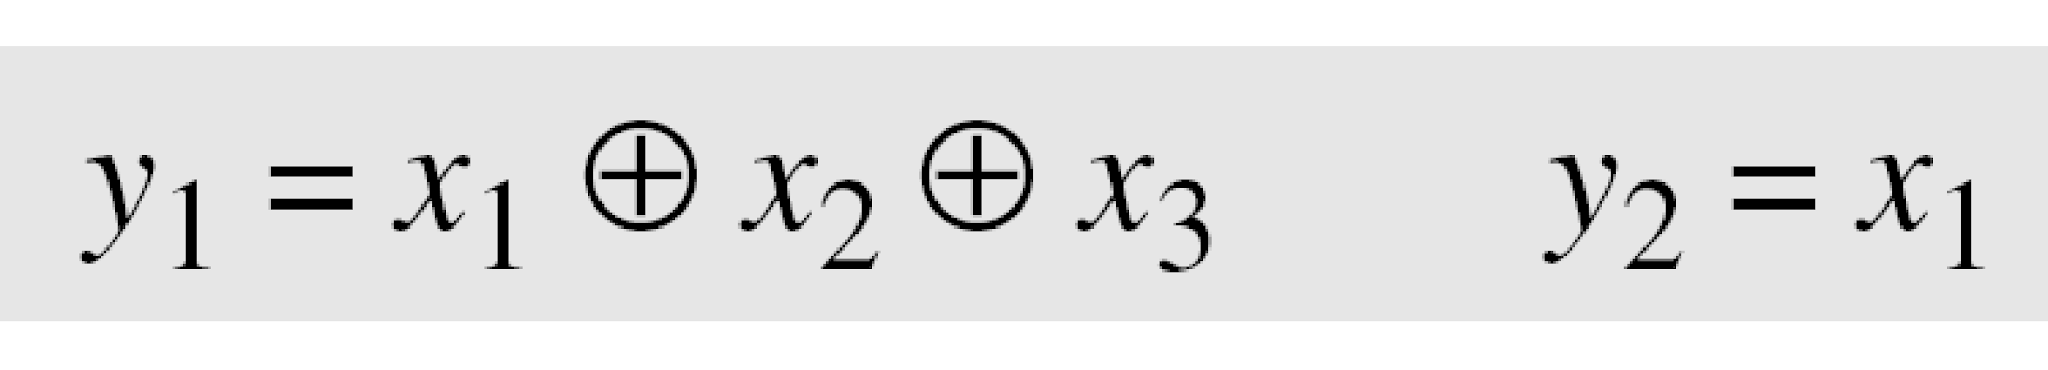 y₁ = x₁ ⊕ x₂ ⊕ x₃ y₂ = x₁